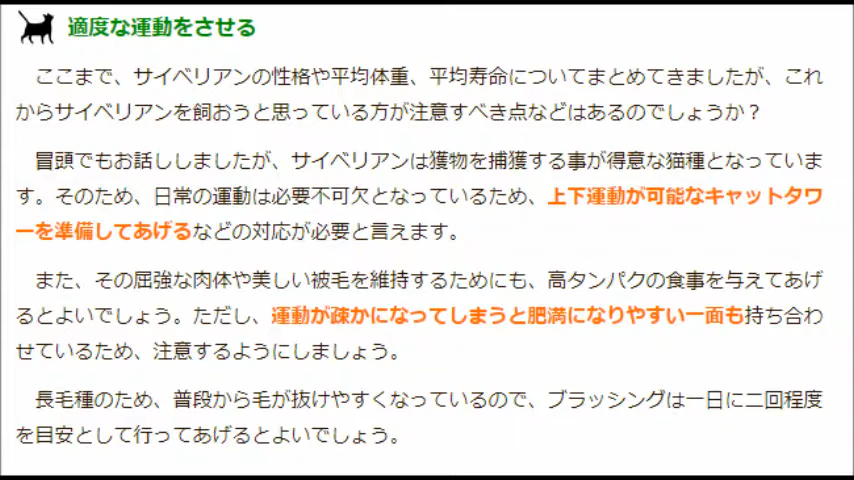 適度な運動をさせる
ここまで、サイベリアンの性格や平均体重、平均寿命についてまとめてきましたが、これ
からサイベリアンを飼おうと思っている方が注意すべき点などはあるのでしょうか？
冒頭でもお話ししましたが、サイベリアンは獲物を捕獲する事が得意な猫種となっていま
す。そのため、日常の運動は必要不可欠となっているため、上下運動が可能なキャットタワ
ーを準備してあげるなどの対応が必要と言えます。
また、その屈強な肉体や美しい被毛を維持するためにも、高タンパクの食事を与えてあげ
るとよいでしょう。ただし、運動が疎かになってしまうと肥満になりやすい一面も持ち合わ
せているため、注意するようにしましょう。
長毛種のため、普段から毛が抜けやすくなっているので、ブラッシングは一日に二回程度
を目安として行ってあげるとよいでしょう。